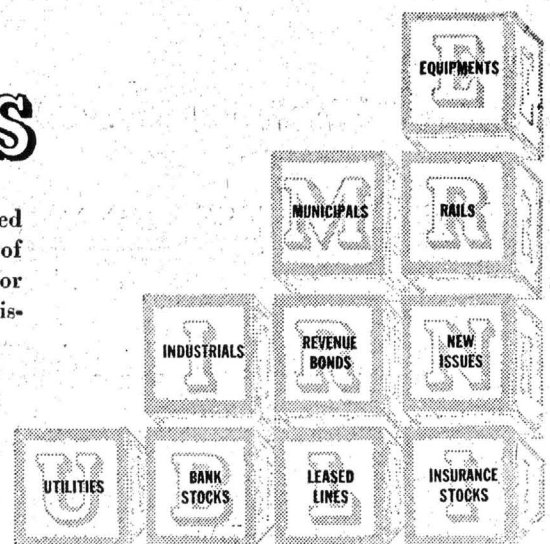 S
ed
of
or
is-
E
EQUIPMENTS
M
MUNICIPALS
R
RAILS
I
INDUSTRIALS
R
REVENUE
BONDS
N
NEW
ISSUES
U
UTILITIES
B
BANK
STOCKS
L
LEASED
LINES
I
INSURANCE
STOCKS